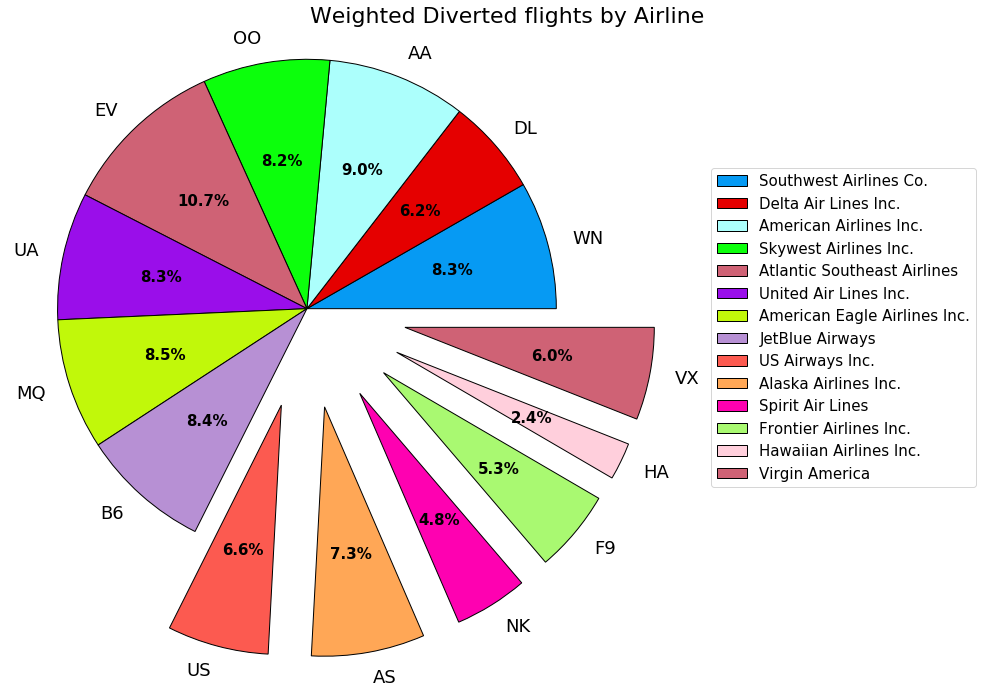 Weighted Diverted flights by Airline
OO
AA
EV
DL
8.2%
9.0%
10.7%
6.2%
UA
WN
8.3%
8.3%
MQ
8.5%
6.0%
VX
8.4%
2.4%
B6
5.3%
HA
4.8%
6.6%
7.3%
F9
NK
US
AS
Southwest Airlines Co.
Delta Air Lines Inc.
American Airlines Inc.
Skywest Airlines Inc.
Atlantic Southeast Airlines
United Air Lines Inc.
American Eagle Airlines Inc.
JetBlue Airways
US Airways Inc.
Alaska Airlines Inc.
Spirit Air Lines
Frontier Airlines Inc.
Hawaiian Airlines Inc.
Virgin America